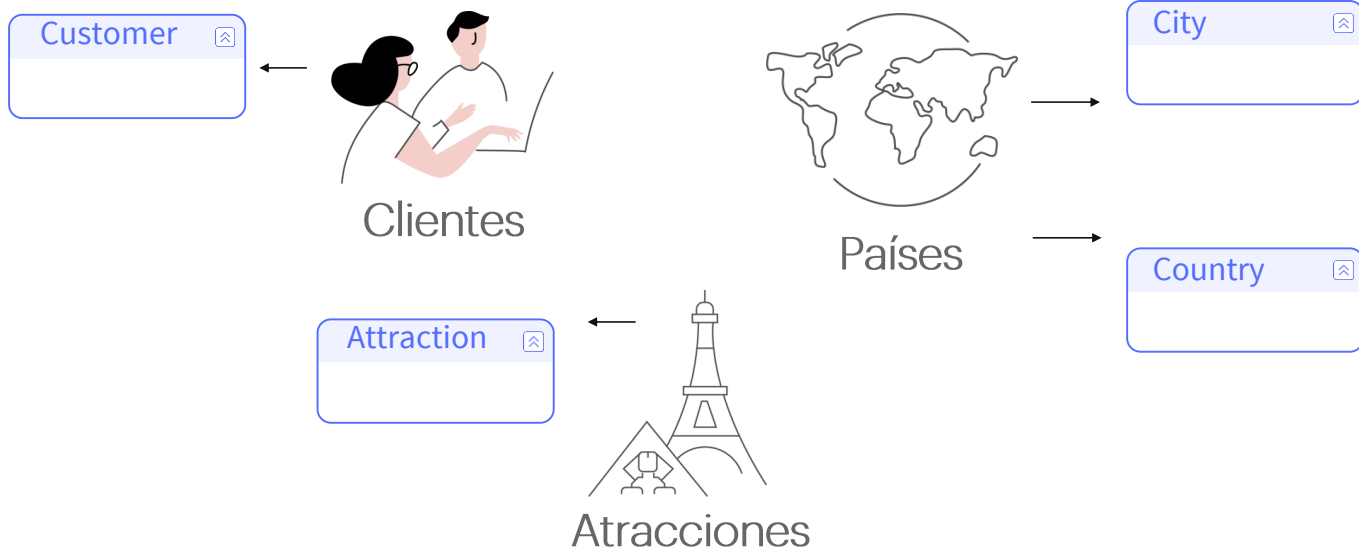 Customer
City
Clientes
Países
Country
Attraction
Atracciones